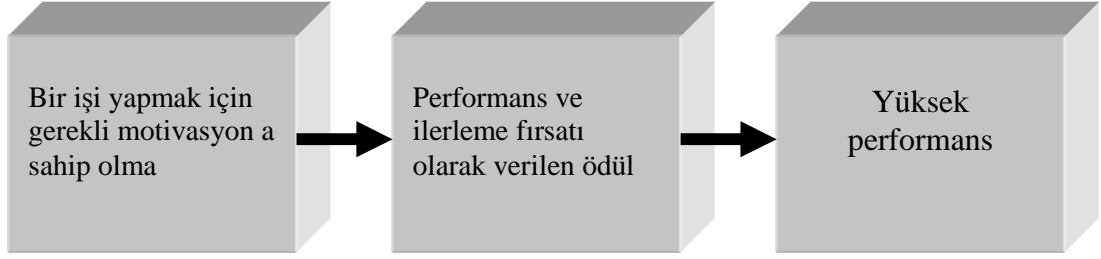 Bir işi yapmak için
gerekli motivasyon a
sahip olma
Performans ve
ilerleme fırsatı
olarak verilen ödül
Yüksek
performans